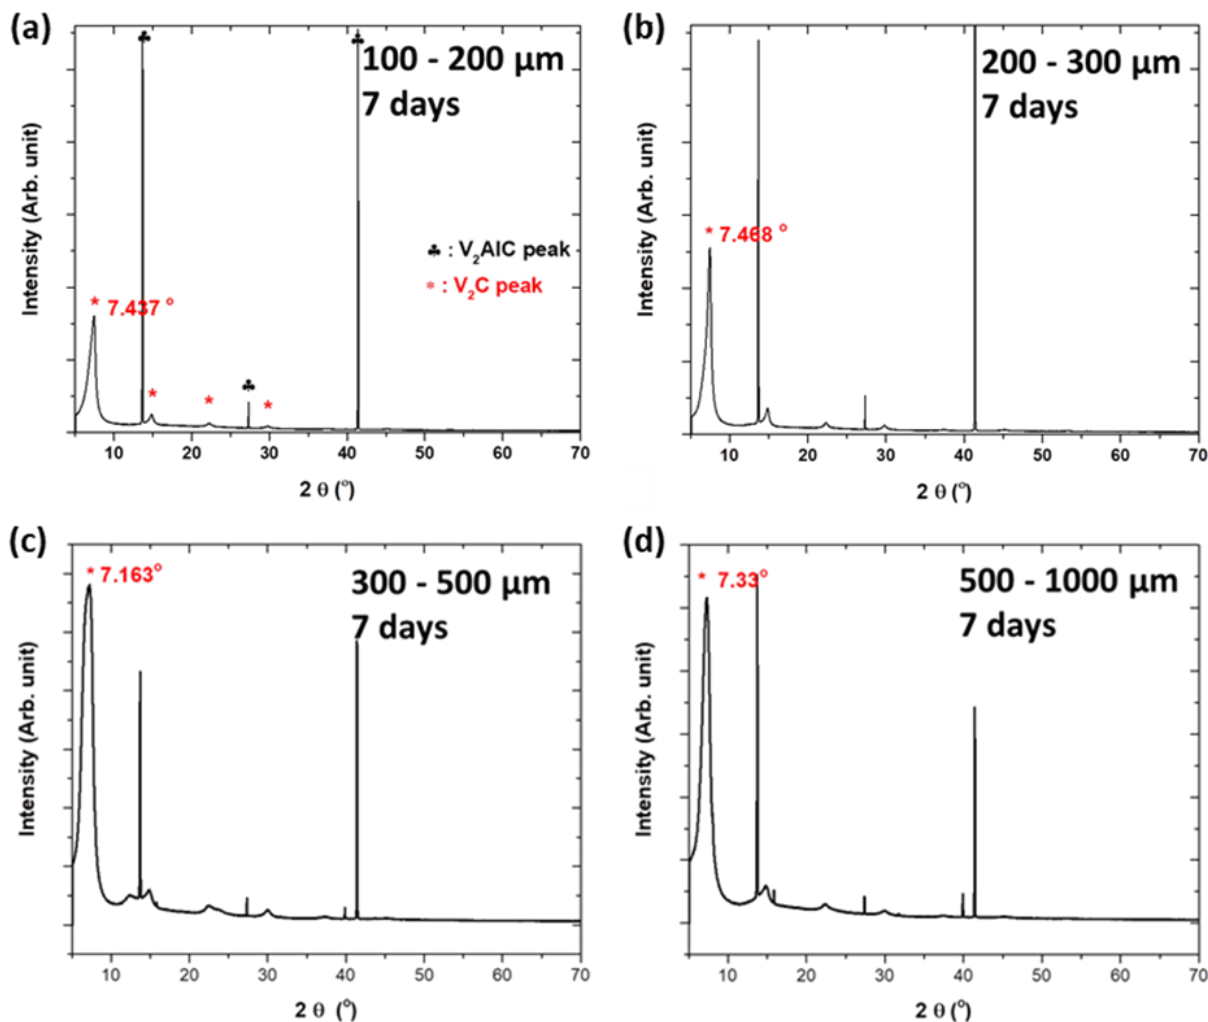 (a)
100 - 200 µm
7 days
♣ : V₂AlC peak
* : V₂C peak
* 7.437 °
Intensity (Arb. unit)
10 20 30 40 50 60 70
2 θ (°)
(b)
200 - 300 µm
7 days
* 7.468 °
Intensity (Arb. unit)
10 20 30 40 50 60 70
2 θ (°)
(c)
* 7.163°
300 - 500 µm
7 days
Intensity (Arb. unit)
10 20 30 40 50 60 70
2 θ (°)
(d)
* 7.33°
500 - 1000 µm
7 days
Intensity (Arb. unit)
10 20 30 40 50 60 70
2 θ (°)